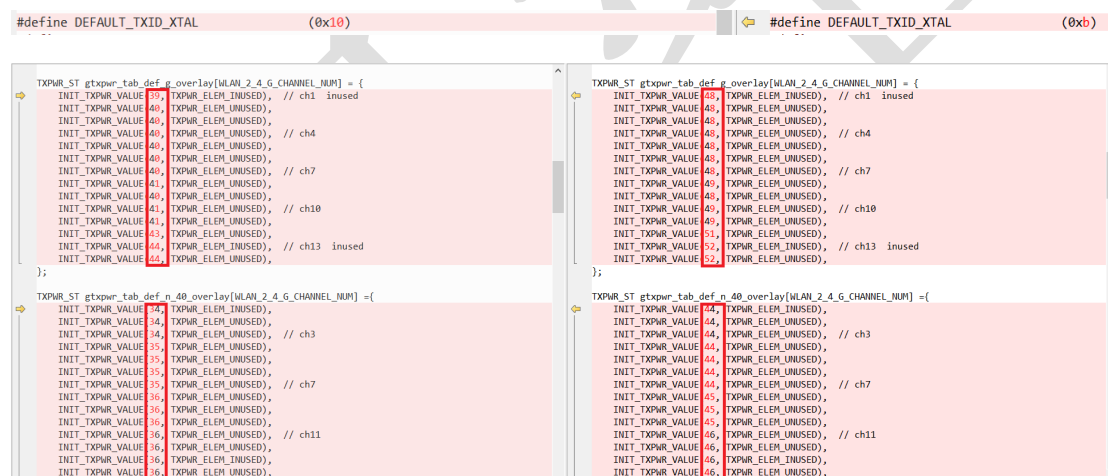 #define DEFAULT_TXID_XTAL (0x10)
#define DEFAULT_TXID_XTAL (0xb)
TXPWR_ST gtxpwr_tab_def_g_overlay[WLAN_2_4_G_CHANNEL_NUM] = {
INIT_TXPWR_VALUE(39, TXPWR_ELEM_INUSED), // ch1 inused
INIT_TXPWR_VALUE(40, TXPWR_ELEM_UNUSED),
INIT_TXPWR_VALUE(40, TXPWR_ELEM_UNUSED),
INIT_TXPWR_VALUE(40, TXPWR_ELEM_UNUSED), // ch4
INIT_TXPWR_VALUE(40, TXPWR_ELEM_UNUSED),
INIT_TXPWR_VALUE(40, TXPWR_ELEM_UNUSED),
INIT_TXPWR_VALUE(40, TXPWR_ELEM_UNUSED), // ch7
INIT_TXPWR_VALUE(41, TXPWR_ELEM_UNUSED),
INIT_TXPWR_VALUE(40, TXPWR_ELEM_UNUSED),
INIT_TXPWR_VALUE(41, TXPWR_ELEM_UNUSED), // ch10
INIT_TXPWR_VALUE(41, TXPWR_ELEM_UNUSED),
INIT_TXPWR_VALUE(43, TXPWR_ELEM_UNUSED),
INIT_TXPWR_VALUE(44, TXPWR_ELEM_INUSED), // ch13 inused
INIT_TXPWR_VALUE(44, TXPWR_ELEM_UNUSED),
};
TXPWR_ST gtxpwr_tab_def_n_40_overlay[WLAN_2_4_G_CHANNEL_NUM] ={
INIT_TXPWR_VALUE(34, TXPWR_ELEM_INUSED),
INIT_TXPWR_VALUE(34, TXPWR_ELEM_UNUSED),
INIT_TXPWR_VALUE(34, TXPWR_ELEM_UNUSED), // ch3
INIT_TXPWR_VALUE(35, TXPWR_ELEM_UNUSED),
INIT_TXPWR_VALUE(35, TXPWR_ELEM_UNUSED),
INIT_TXPWR_VALUE(35, TXPWR_ELEM_UNUSED),
INIT_TXPWR_VALUE(35, TXPWR_ELEM_UNUSED), // ch7
INIT_TXPWR_VALUE(36, TXPWR_ELEM_UNUSED),
INIT_TXPWR_VALUE(36, TXPWR_ELEM_UNUSED),
INIT_TXPWR_VALUE(36, TXPWR_ELEM_UNUSED),
INIT_TXPWR_VALUE(36, TXPWR_ELEM_UNUSED), // ch11
INIT_TXPWR_VALUE(36, TXPWR_ELEM_UNUSED),
INIT_TXPWR_VALUE(36, TXPWR_ELEM_INUSED),
INIT_TXPWR_VALUE(36, TXPWR_ELEM_UNUSED),
TXPWR_ST gtxpwr_tab_def_g_overlay[WLAN_2_4_G_CHANNEL_NUM] = {
INIT_TXPWR_VALUE(48, TXPWR_ELEM_INUSED), // ch1 inused
INIT_TXPWR_VALUE(48, TXPWR_ELEM_UNUSED),
INIT_TXPWR_VALUE(48, TXPWR_ELEM_UNUSED),
INIT_TXPWR_VALUE(48, TXPWR_ELEM_UNUSED), // ch4
INIT_TXPWR_VALUE(48, TXPWR_ELEM_UNUSED),
INIT_TXPWR_VALUE(48, TXPWR_ELEM_UNUSED),
INIT_TXPWR_VALUE(48, TXPWR_ELEM_UNUSED), // ch7
INIT_TXPWR_VALUE(49, TXPWR_ELEM_UNUSED),
INIT_TXPWR_VALUE(48, TXPWR_ELEM_UNUSED),
INIT_TXPWR_VALUE(49, TXPWR_ELEM_UNUSED), // ch10
INIT_TXPWR_VALUE(49, TXPWR_ELEM_UNUSED),
INIT_TXPWR_VALUE(51, TXPWR_ELEM_UNUSED),
INIT_TXPWR_VALUE(52, TXPWR_ELEM_INUSED), // ch13 inused
INIT_TXPWR_VALUE(52, TXPWR_ELEM_UNUSED),
};
TXPWR_ST gtxpwr_tab_def_n_40_overlay[WLAN_2_4_G_CHANNEL_NUM] ={
INIT_TXPWR_VALUE(44, TXPWR_ELEM_INUSED),
INIT_TXPWR_VALUE(44, TXPWR_ELEM_UNUSED),
INIT_TXPWR_VALUE(44, TXPWR_ELEM_UNUSED), // ch3
INIT_TXPWR_VALUE(44, TXPWR_ELEM_UNUSED),
INIT_TXPWR_VALUE(44, TXPWR_ELEM_UNUSED),
INIT_TXPWR_VALUE(44, TXPWR_ELEM_UNUSED),
INIT_TXPWR_VALUE(44, TXPWR_ELEM_UNUSED), // ch7
INIT_TXPWR_VALUE(45, TXPWR_ELEM_UNUSED),
INIT_TXPWR_VALUE(45, TXPWR_ELEM_UNUSED),
INIT_TXPWR_VALUE(45, TXPWR_ELEM_UNUSED),
INIT_TXPWR_VALUE(46, TXPWR_ELEM_UNUSED), // ch11
INIT_TXPWR_VALUE(46, TXPWR_ELEM_UNUSED),
INIT_TXPWR_VALUE(46, TXPWR_ELEM_INUSED),
INIT_TXPWR_VALUE(46, TXPWR_ELEM_UNUSED),